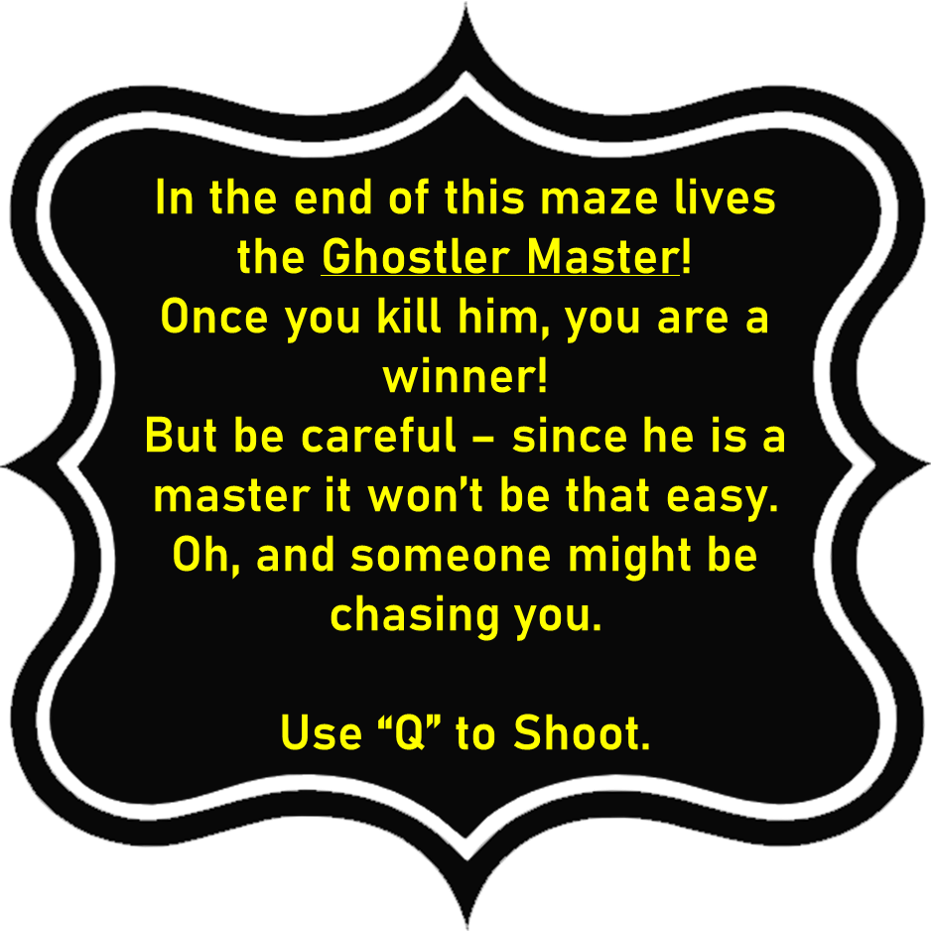 In the end of this maze lives
the Ghostler Master!
Once you kill him, you are a
winner!
But be careful – since he is a
master it won’t be that easy.
Oh, and someone might be
chasing you.
Use “Q” to Shoot.